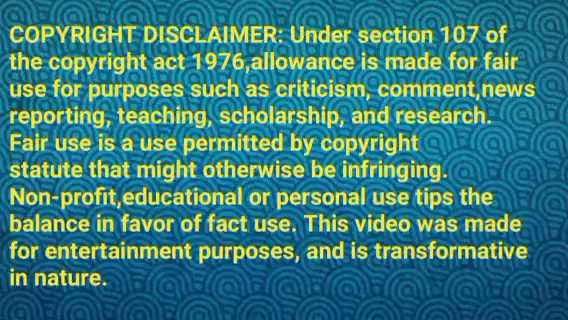 COPYRIGHT DISCLAIMER: Under section 107 of
the copyright act 1976,allowance is made for fair
use for purposes such as criticism, comment,news
reporting, teaching, scholarship, and research.
Fair use is a use permitted by copyright
statute that might otherwise be infringing.
Non-profit,educational or personal use tips the
balance in favor of fact use. This video was made
for entertainment purposes, and is transformative
in nature.